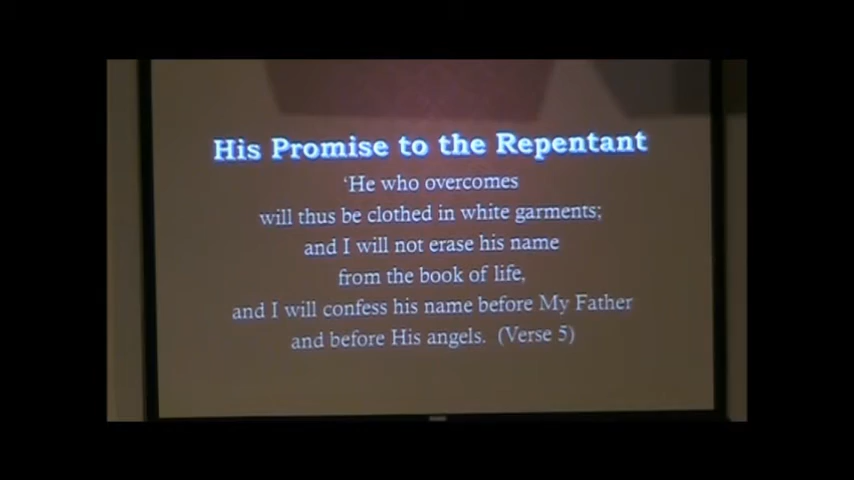 His Promise to the Repentant
‘He who overcomes
will thus be clothed in white garments;
and I will not erase his name
from the book of life,
and I will confess his name before My Father
and before His angels.  (Verse 5)